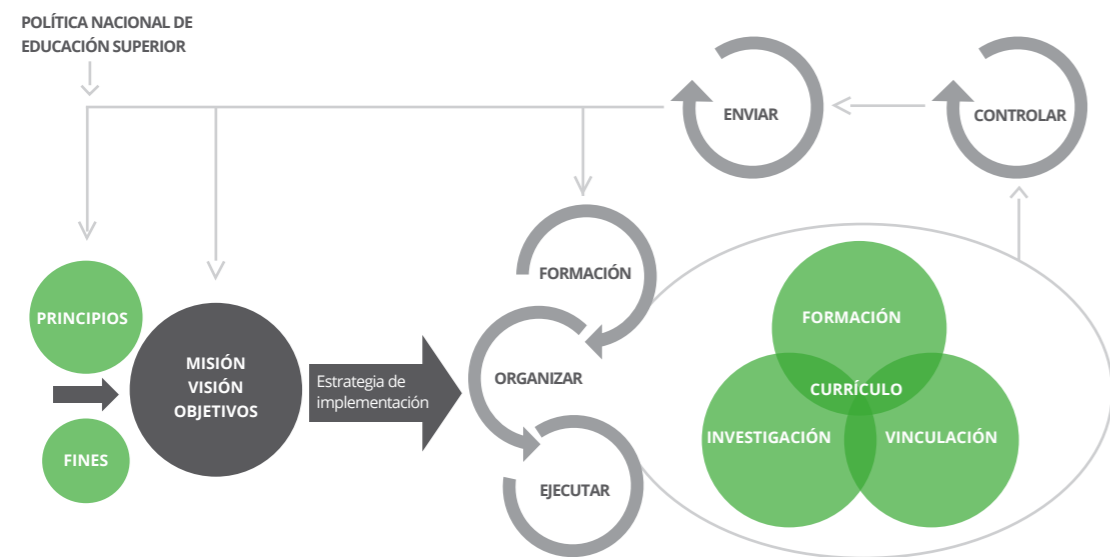 POLÍTICA NACIONAL DE
EDUCACIÓN SUPERIOR
ENVIAR
CONTROLAR
PRINCIPIOS
FINES
MISIÓN
VISIÓN
OBJETIVOS
Estrategia de
implementación
FORMACIÓN
ORGANIZAR
EJECUTAR
FORMACIÓN
CURRÍCULO
INVESTIGACIÓN
VINCULACIÓN